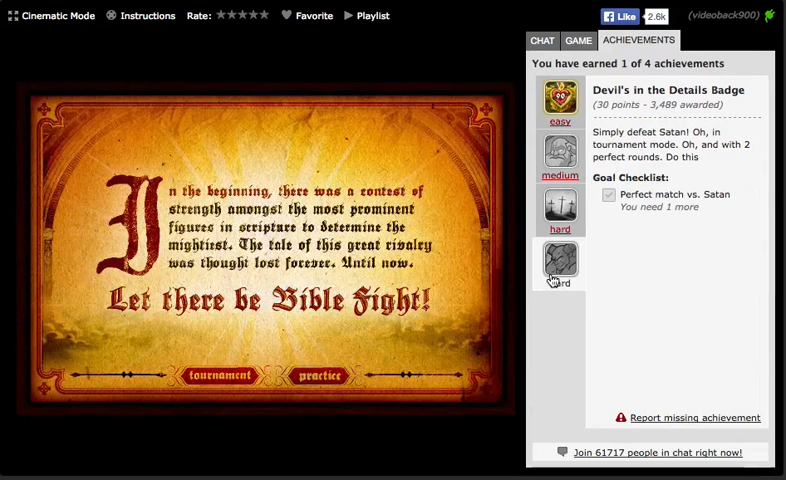 Cinematic Mode Instructions Rate: Favorite Playlist Like 2.6k (videoback900)
CHAT GAME ACHIEVEMENTS
You have earned 1 of 4 achievements
easy
medium
hard
Devil's in the Details Badge
(30 points - 3,489 awarded)
Simply defeat Satan! Oh, in
tournament mode. Oh, and with 2
perfect rounds. Do this
Goal Checklist:
Perfect match vs. Satan
You need 1 more
Report missing achievement
Join 61717 people in chat right now!
In the beginning, there was a contest of
strength amongst the most prominent
figures in scripture to determine the
mightiest. The tale of this great rivalry
was thought lost forever. Until now.
Let there be Bible Fight!
tournament practice